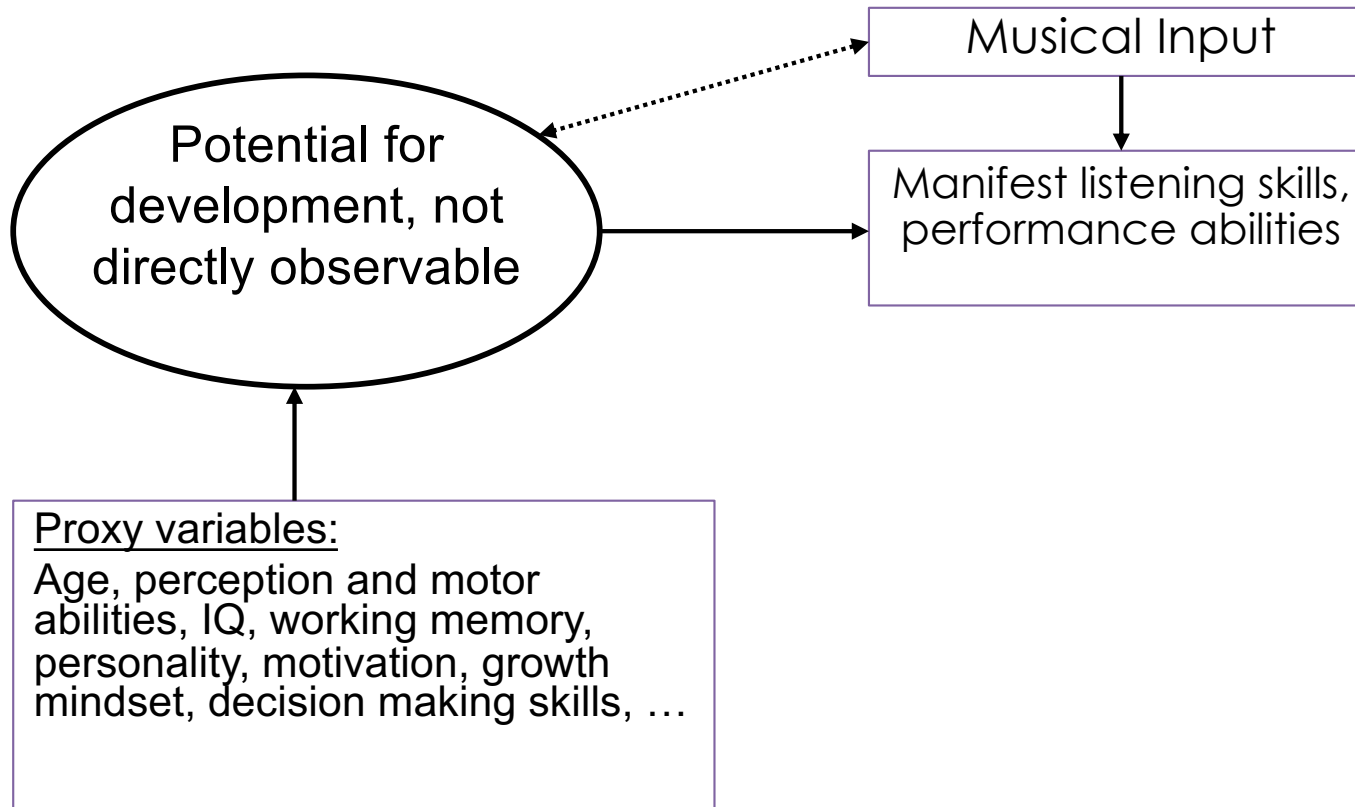 Musical Input
Potential for
development, not
directly observable
Manifest listening skills,
performance abilities
Proxy variables:
Age, perception and motor
abilities, IQ, working memory,
personality, motivation, growth
mindset, decision making skills, …